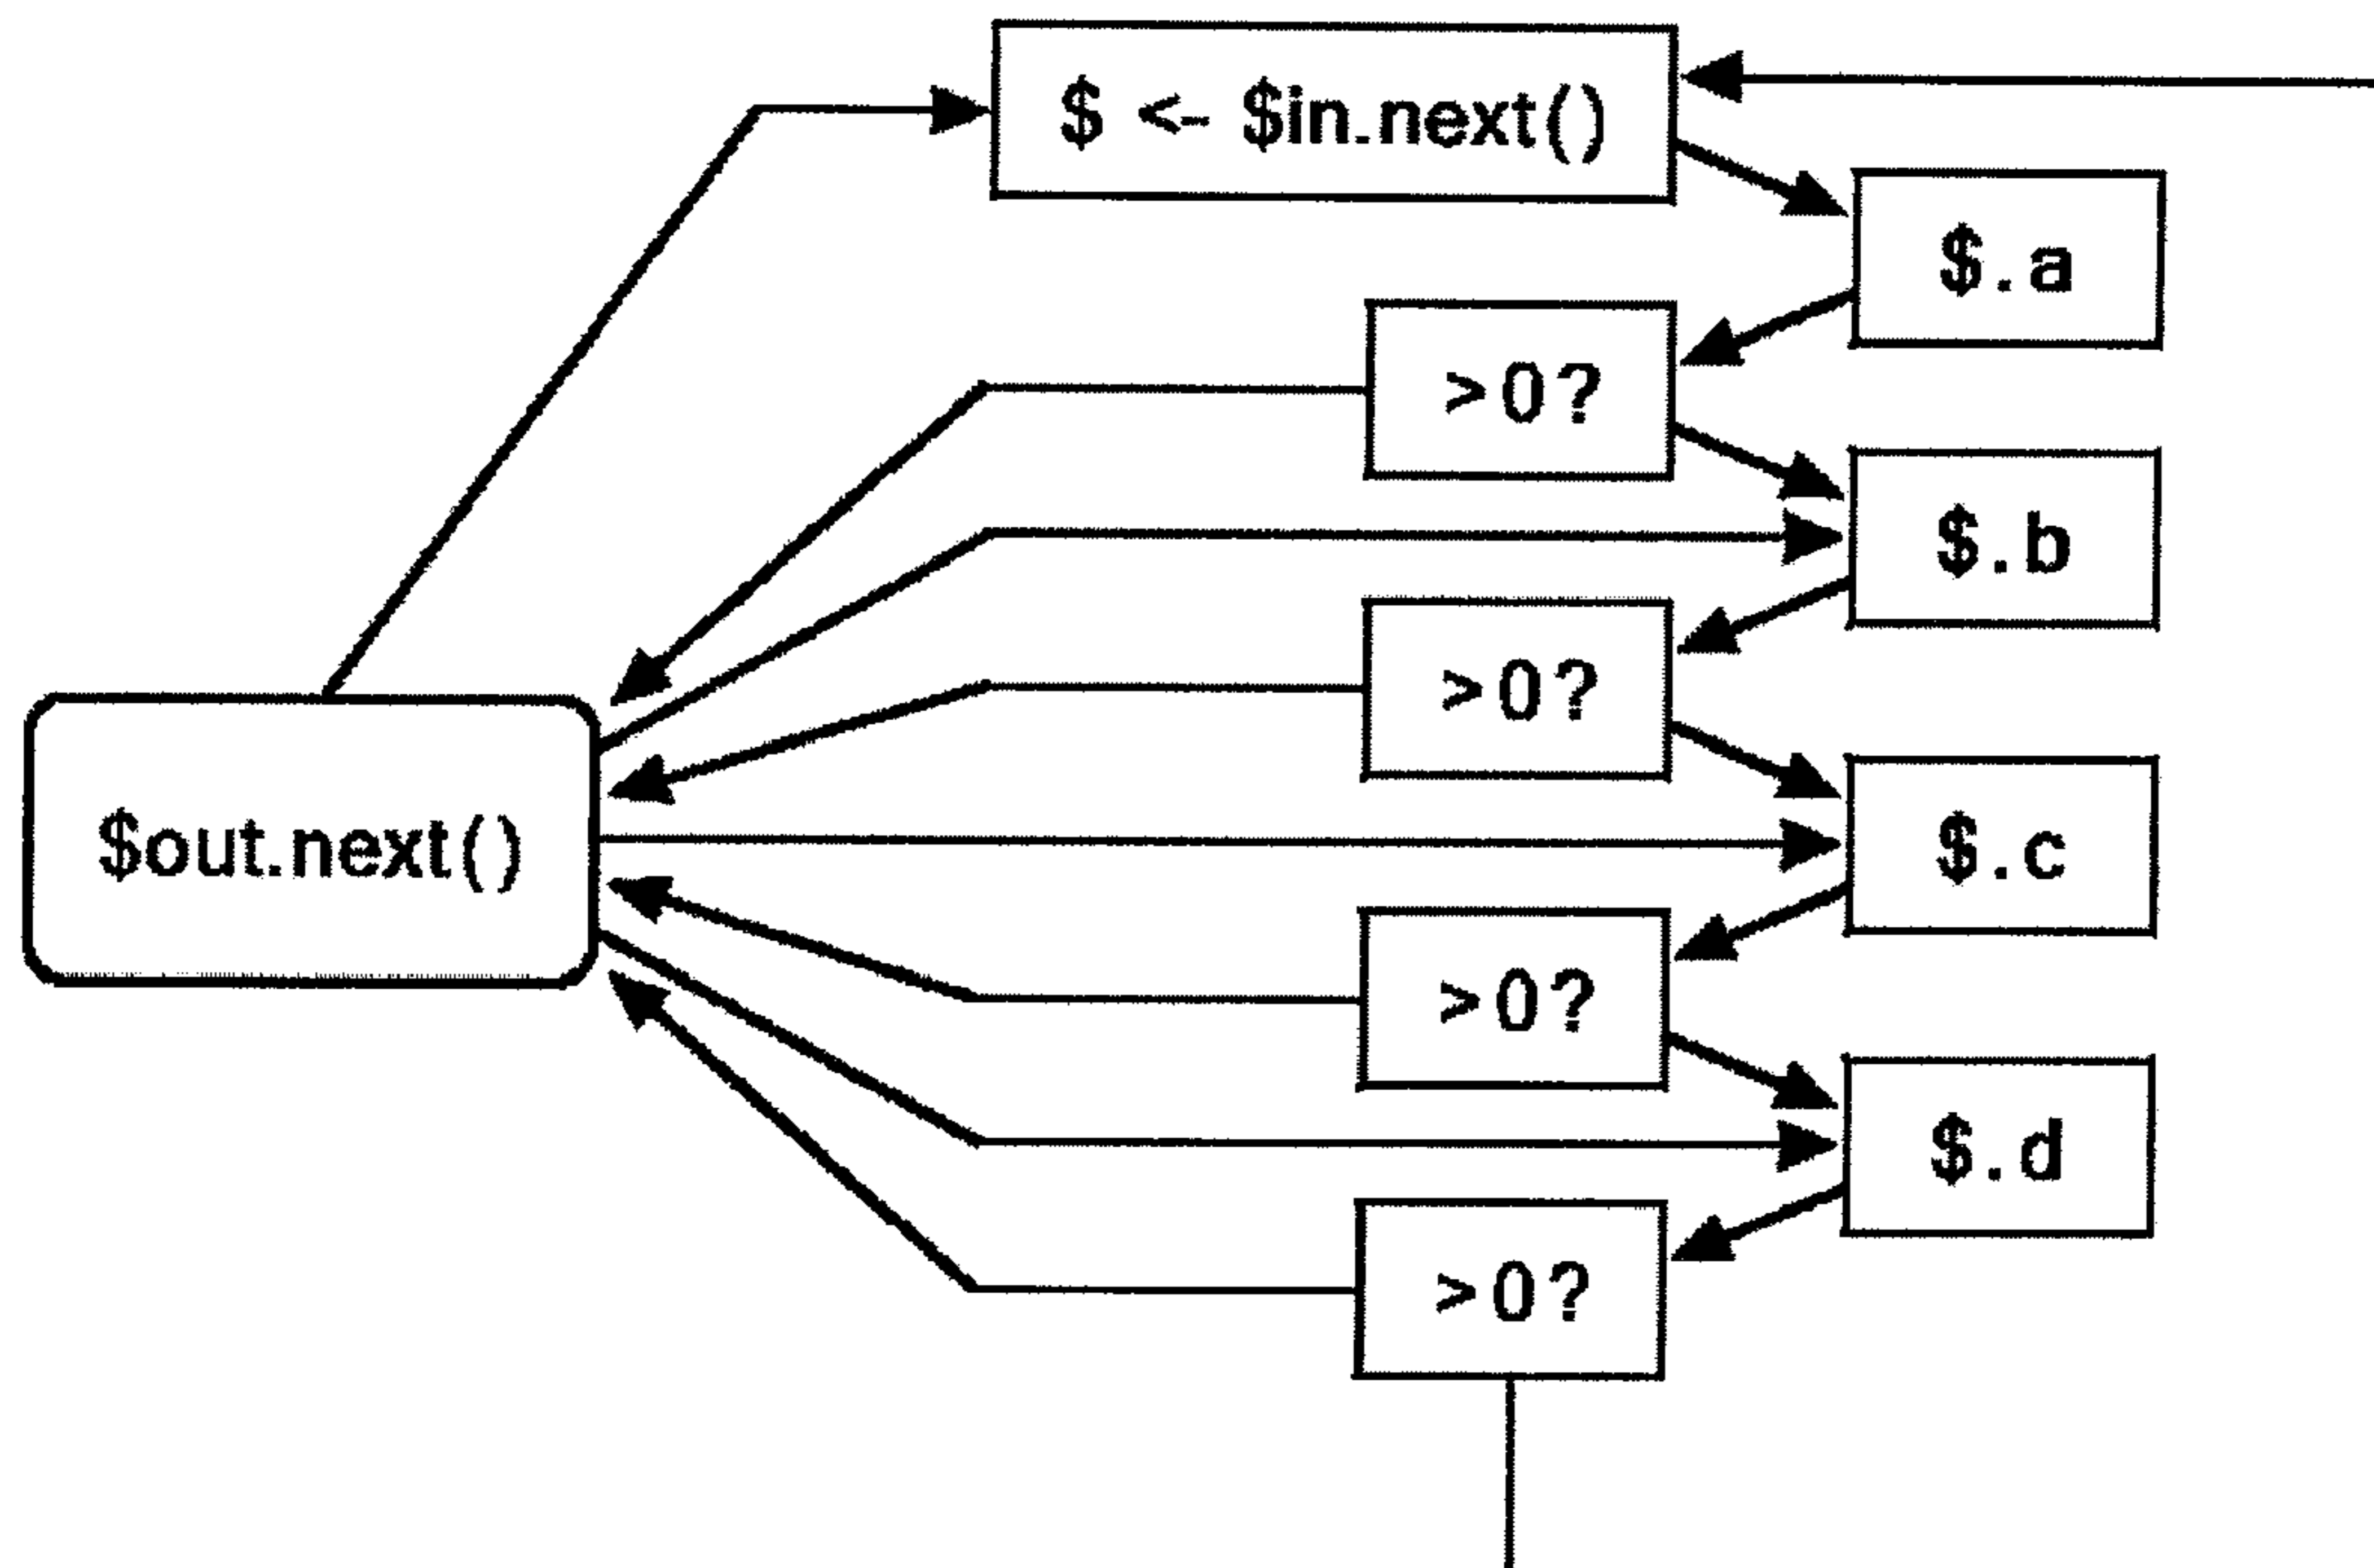 $ <- $in.next()
$.a
>0?
$.b
>0?
$out.next()
$.c
>0?
$.d
>0?